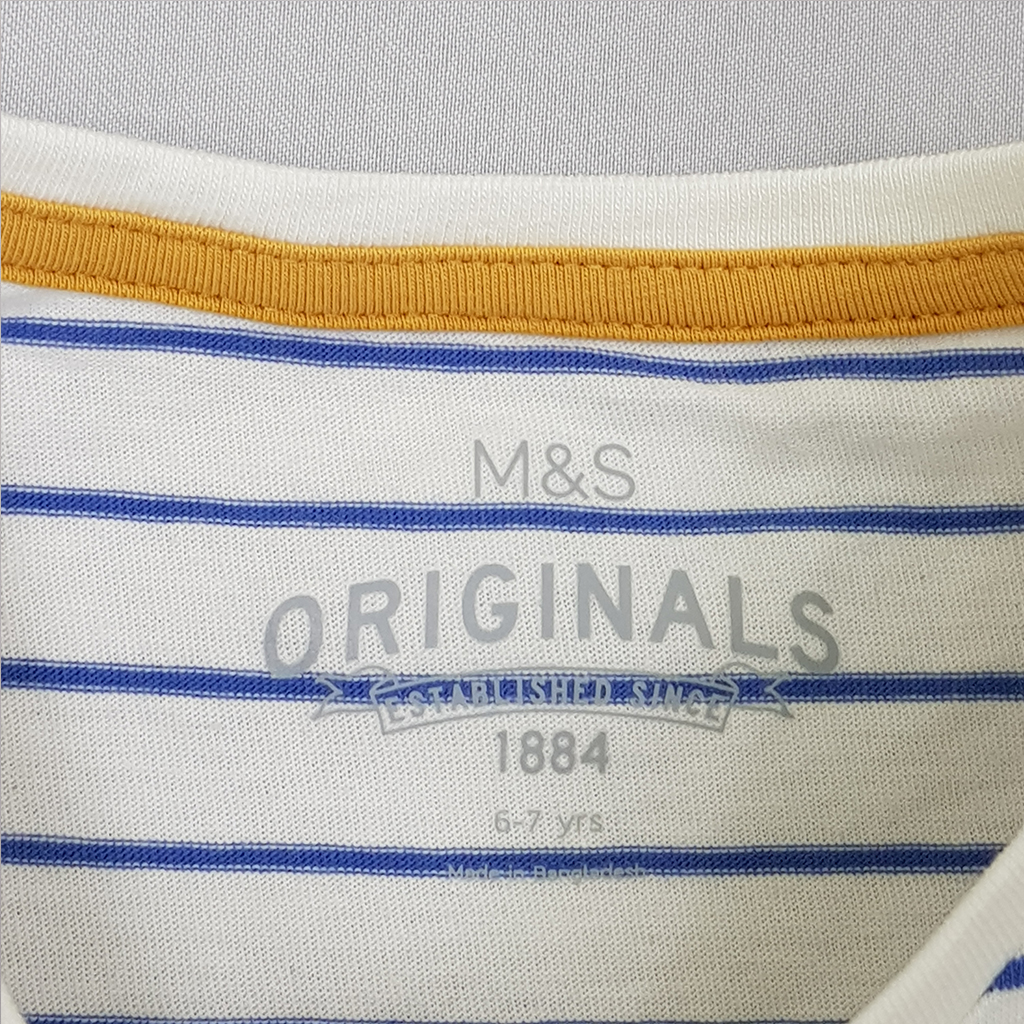 M&S
ORIGINALS
ESTABLISHED SINCE
1884
6-7 yrs
Made in Bangladesh